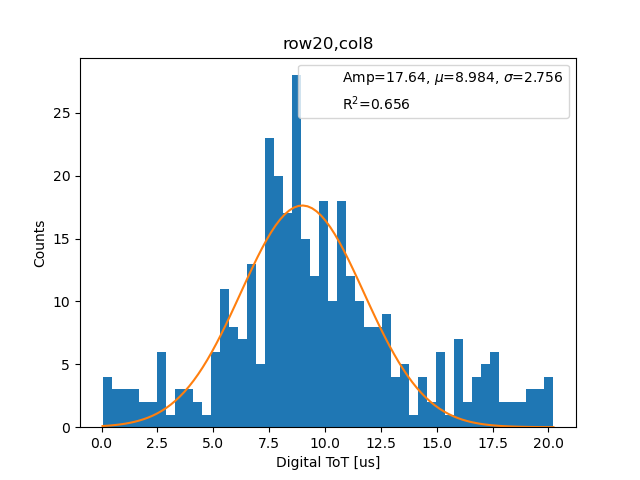 row20,col8
Amp=17.64, μ=8.984, σ=2.756
R²=0.656
Counts
25
20
15
10
5
0
0.0 2.5 5.0 7.5 10.0 12.5 15.0 17.5 20.0
Digital ToT [us]